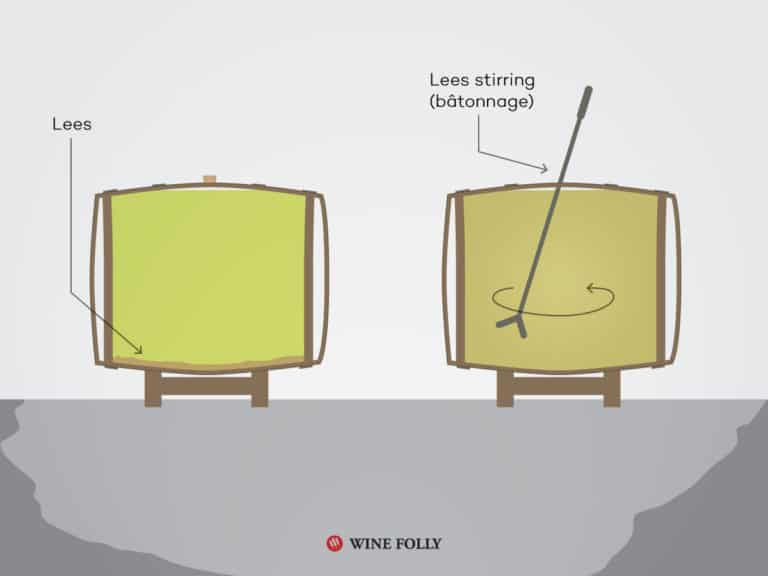 Lees
Lees stirring
(bâtonnage)
WINE FOLLY